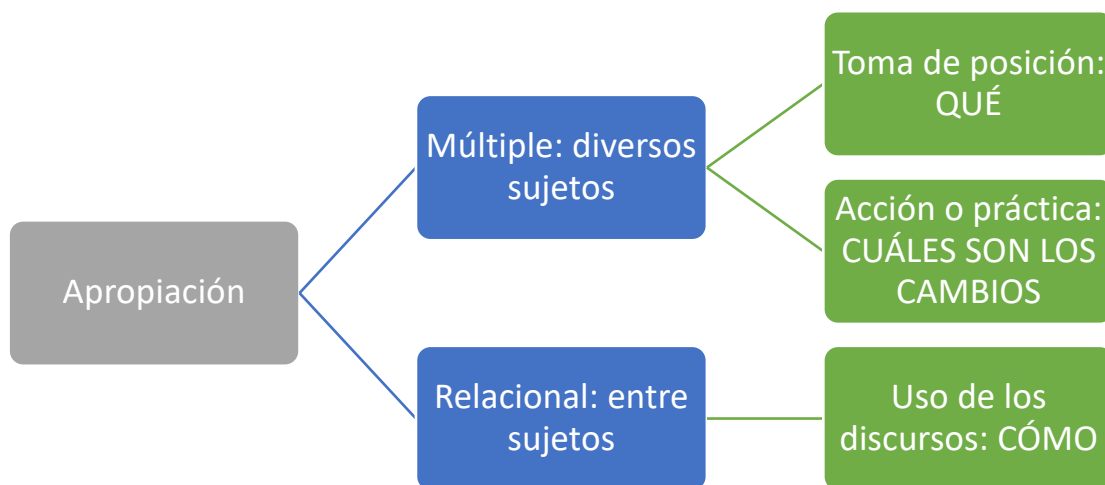 Apropiación
Múltiple: diversos
sujetos
Relacional: entre
sujetos
Toma de posición:
QUÉ
Acción o práctica:
CUÁLES SON LOS
CAMBIOS
Uso de los
discursos: CÓMO